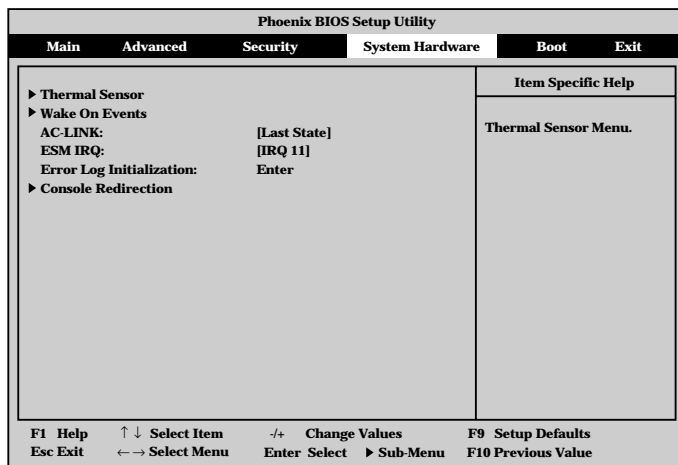 Phoenix BIOS Setup Utility
Main Advanced Security System Hardware Boot Exit
Item Specific Help
Thermal Sensor Menu.
▶ Thermal Sensor
▶ Wake On Events
AC-LINK: [Last State]
ESM IRQ: [IRQ 11]
Error Log Initialization: Enter
▶ Console Redirection
F1 Help ↑↓ Select Item -/+ Change Values F9 Setup Defaults
Esc Exit ←→ Select Menu Enter Select ▶ Sub-Menu F10 Previous Value